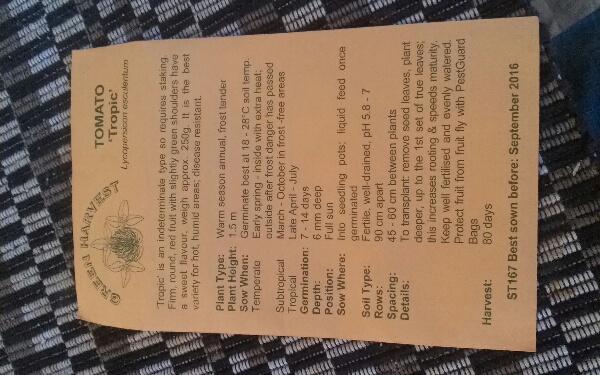 GREEN HARVEST
TOMATO
'Tropic'
Lycopersicon esculentum
'Tropic' is an indeterminate type so requires staking.
Firm, round, red fruit with slightly green shoulders have
a sweet flavour, weigh approx. 250g. It is the best
variety for hot, humid areas; disease resistant.
Plant Type: Warm season annual, frost tender
Plant Height: 1.5 m
Sow When: Germinate best at 18 - 28°C soil temp.
Temperate Early spring - inside with extra heat;
outside after frost danger has passed
Subtropical March - October in frost -free areas
Tropical Late April - July
Germination: 7 - 14 days
Depth: 6 mm deep
Position: Full sun
Sow Where: Into seedling pots; liquid feed once
germinated
Soil Type: Fertile, well-drained, pH 5.8 - 7
Rows: 90 cm apart
Spacing: 45 - 60 cm between plants
Details: To transplant: remove seed leaves, plant
deeper, up to the 1st set of true leaves;
this increases rooting & speeds maturity.
Keep well fertilised and evenly watered.
Protect fruit from fruit fly with PestGuard
Bags
Harvest: 80 days
ST167 Best sown before: September 2016